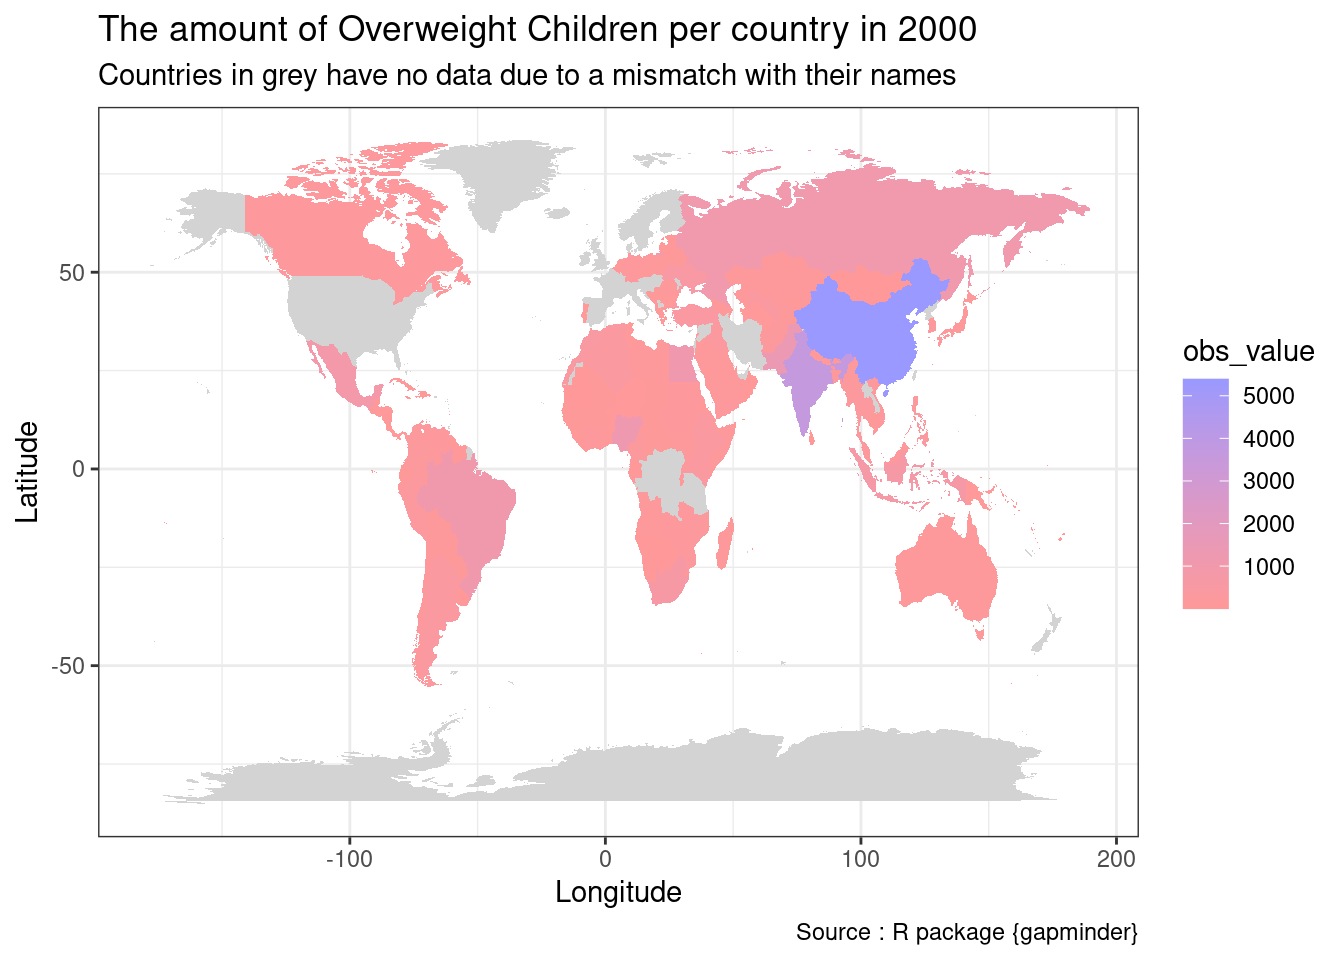 The amount of Overweight Children per country in 2000
Countries in grey have no data due to a mismatch with their names
50
0
-50
Latitude
-100
0
100
200
Longitude
obs_value
5000
4000
3000
2000
1000
Source : R package {gapminder}